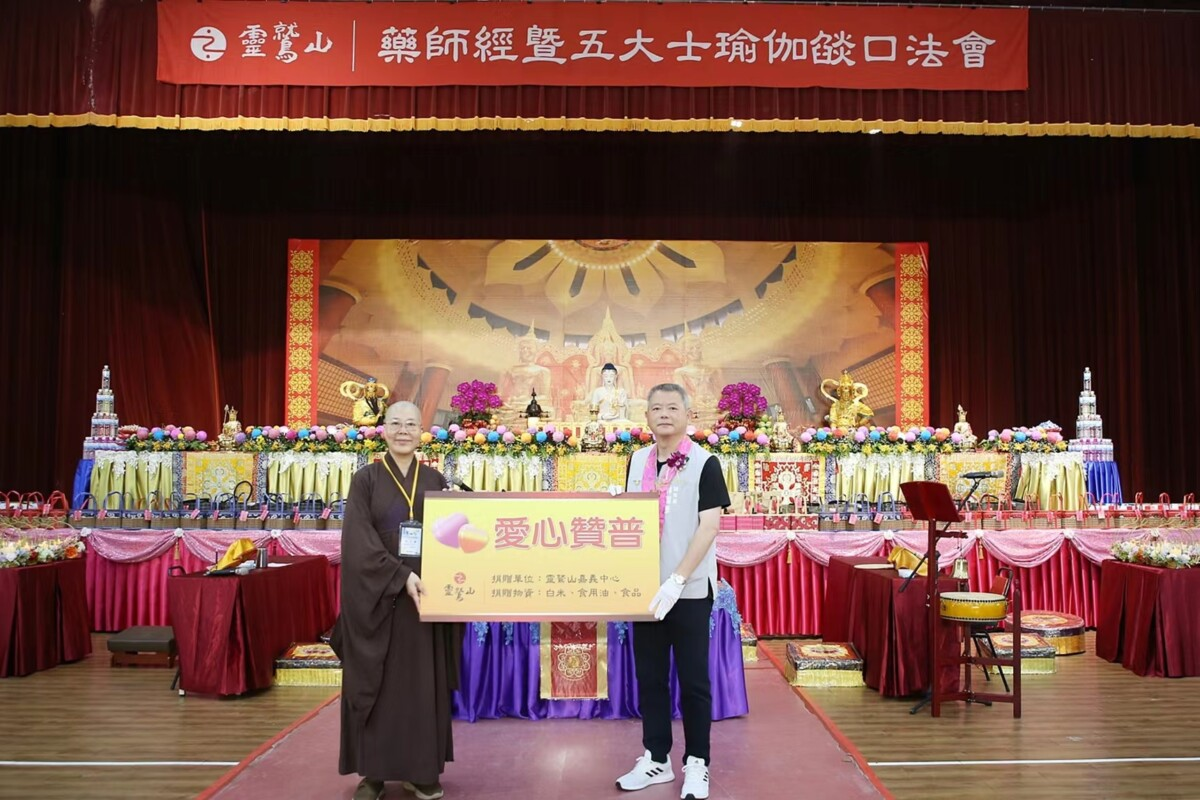 靈鷲山 藥師經暨五大士瑜伽燄口法會
愛心贊普
靈鷲山
捐贈單位：靈鷲山嘉義中心
捐贈物資：白米、食用油、食品